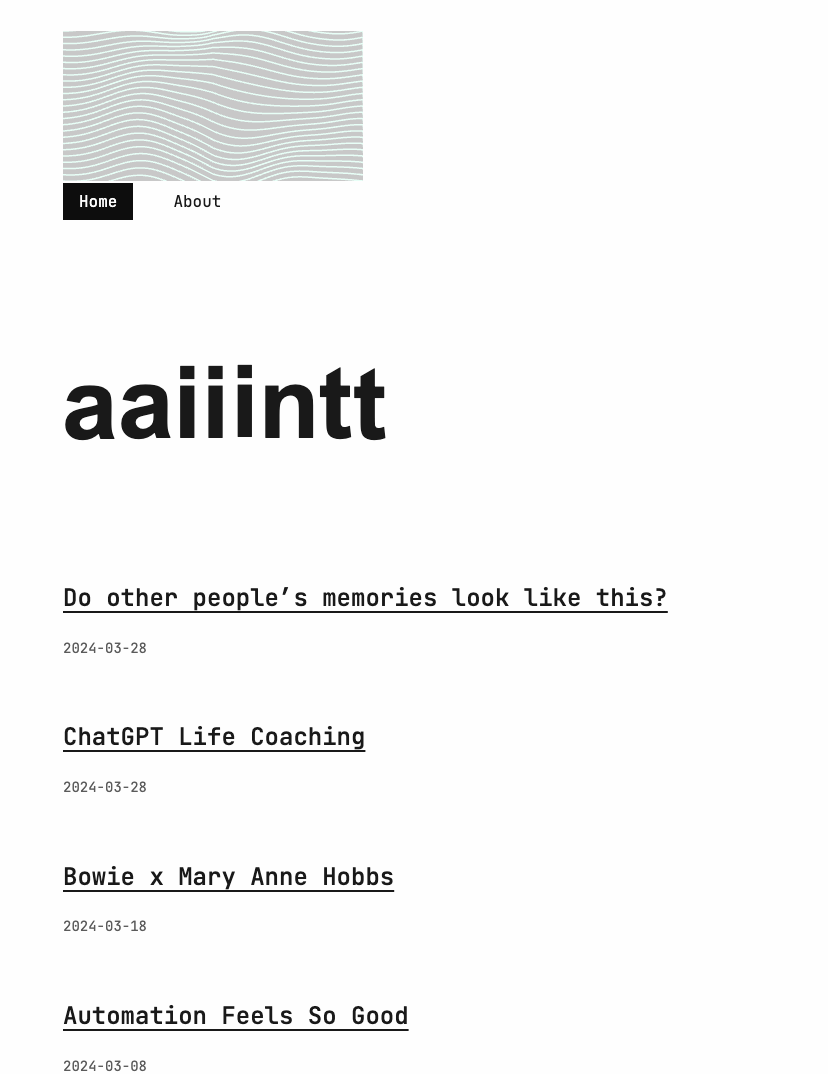 Home About
aaiiintt
Do other people’s memories look like this?
2024-03-28
ChatGPT Life Coaching
2024-03-28
Bowie x Mary Anne Hobbs
2024-03-18
Automation Feels So Good
2024-03-08